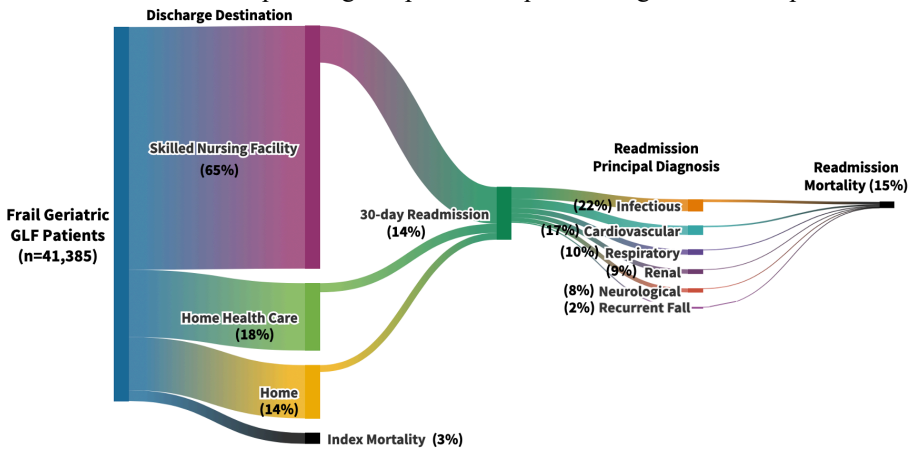 Discharge Destination
Frail Geriatric
GLF Patients
(n=41,385)
Skilled Nursing Facility
(65%)
Home Health Care
(18%)
Home
(14%)
Index Mortality (3%)
30-day Readmission
(14%)
Readmission
Principal Diagnosis
(22%) Infectious
(17%) Cardiovascular
(10%) Respiratory
(9%) Renal
(8%) Neurological
(2%) Recurrent Fall
Readmission
Mortality (15%)